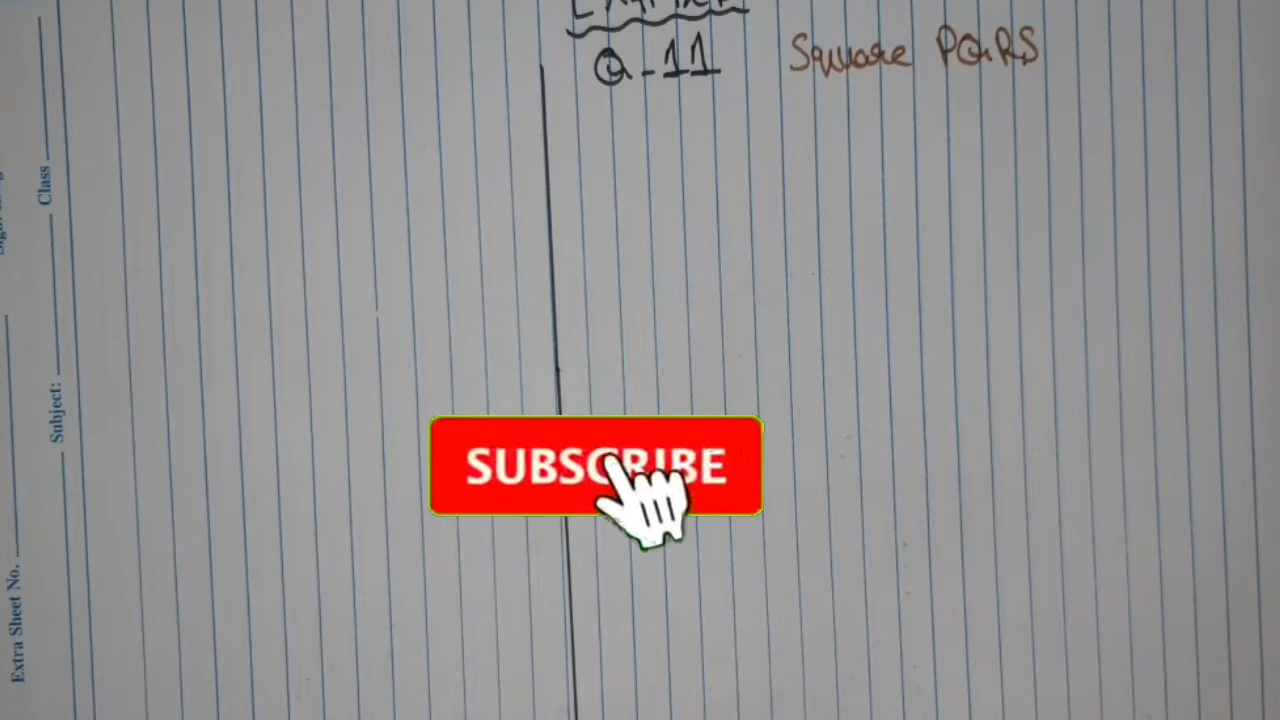 Q-11 Square PQRS
SUBSCRIBE
Class
Subject:
Extra Sheet No.